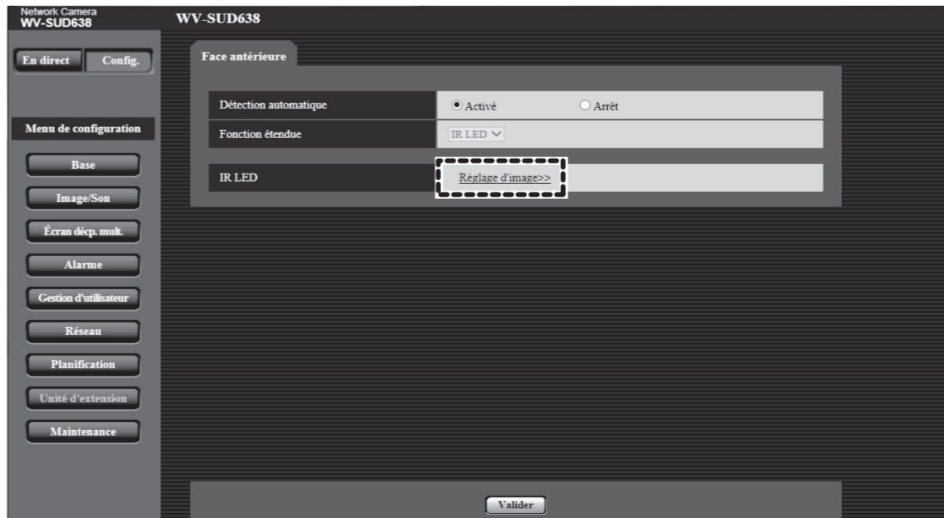 Network Camera
WV-SUD638
WV-SUD638
En direct
Config.
Face antérieure
Détection automatique
Activé
Arrêt
Fonction étendue
IR LED
IR LED
Réglage d'image>>
Menu de configuration
Base
Image/Son
Écran décp. mult.
Alarme
Gestion d'utilisateur
Réseau
Planification
Unité d'extension
Maintenance
Valider